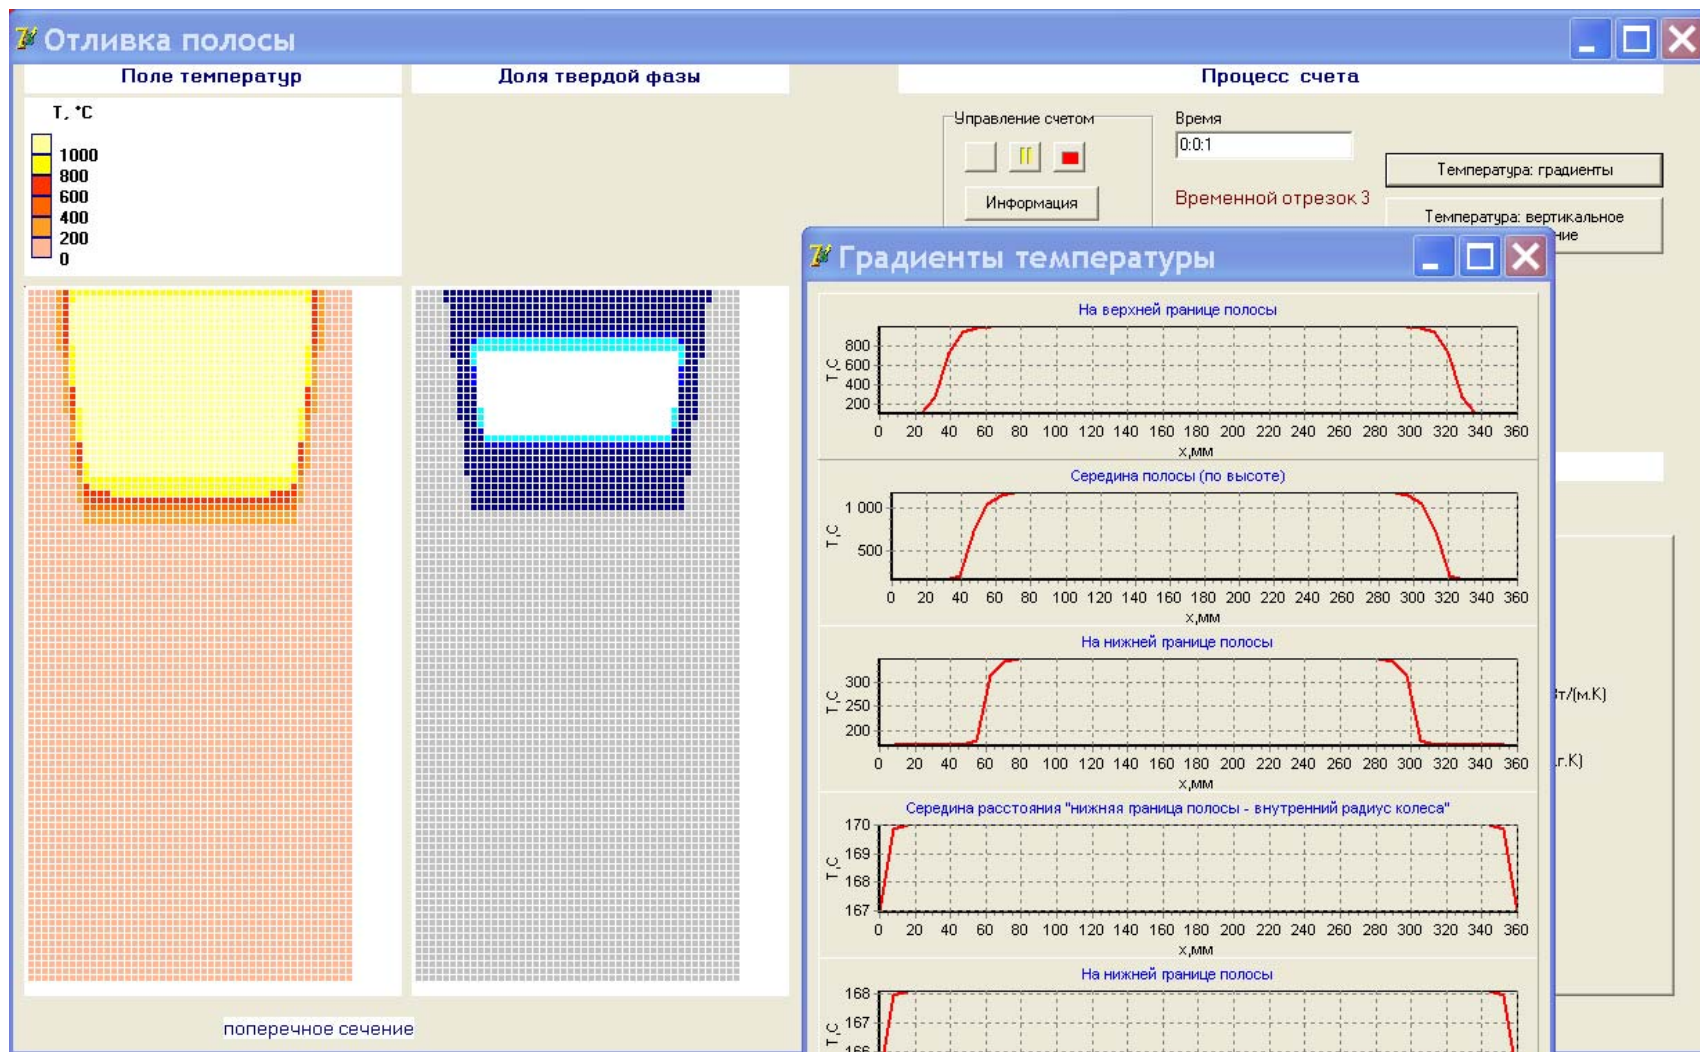 Отливка полосы
Поле температур
Доля твердой фазы
Процесс счета
T, °C
1000
800
600
400
200
0
Управление счетом
Информация
Время
0:0:1
Временной отрезок 3
Температура: градиенты
Температура: вертикальное
ние
Градиенты температуры
На верхней границе полосы
T,C
800
600
400
200
0 20 40 60 80 100 120 140 160 180 200 220 240 260 280 300 320 340 360
x,мм
Середина полосы (по высоте)
T,C
1 000
500
0 20 40 60 80 100 120 140 160 180 200 220 240 260 280 300 320 340 360
x,мм
На нижней границе полосы
T,C
300
250
200
0 20 40 60 80 100 120 140 160 180 200 220 240 260 280 300 320 340 360
x,мм
Середина расстояния "нижняя граница полосы - внутренний радиус колеса"
T,C
170
169
168
167
0 20 40 60 80 100 120 140 160 180 200 220 240 260 280 300 320 340 360
x,мм
На нижней границе полосы
T,C
168
167
166
Вт/(м.К)
.г.К)
поперечное сечение